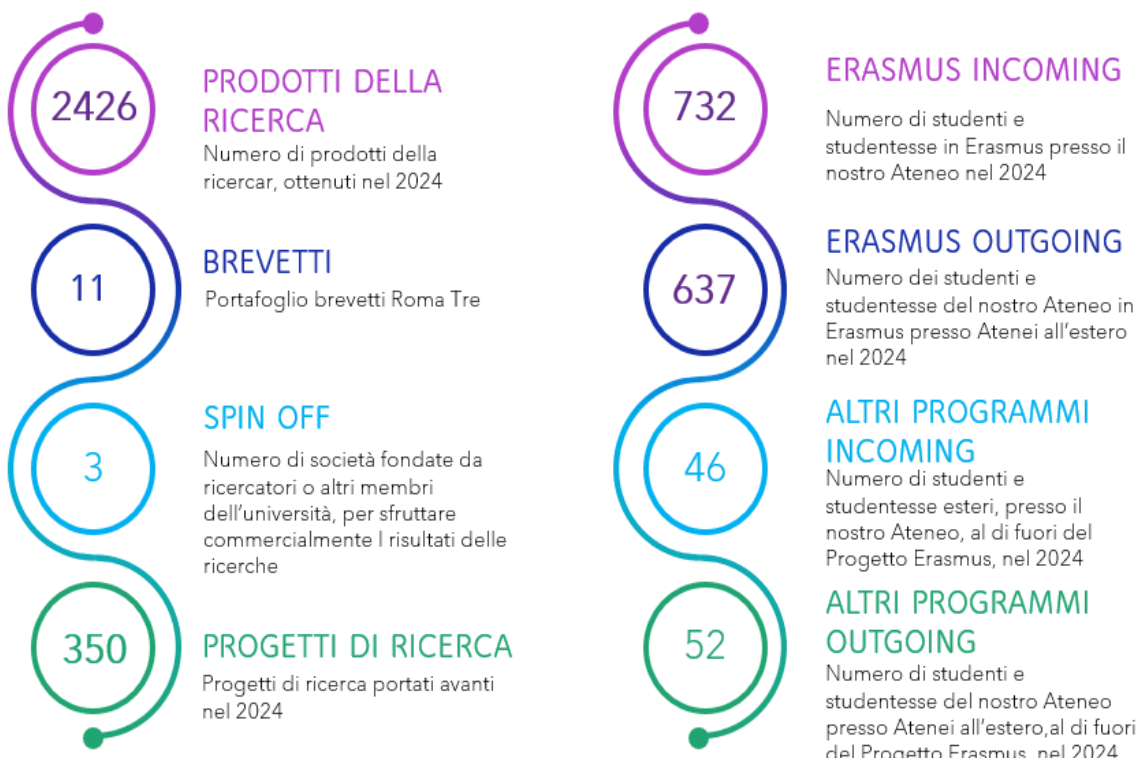 2426
PRODOTTI DELLA
RICERCA
Numero di prodotti della
ricercar, ottenuti nel 2024
11
BREVETTI
Portafoglio brevetti Roma Tre
3
SPIN OFF
Numero di società fondate da
ricercatori o altri membri
dell'università, per sfruttare
commercialmente I risultati delle
ricerche
350
PROGETTI DI RICERCA
Progetti di ricerca portati avanti
nel 2024
732
ERASMUS INCOMING
Numero di studenti e
studentesse in Erasmus presso il
nostro Ateneo nel 2024
637
ERASMUS OUTGOING
Numero dei studenti e
studentesse del nostro Ateneo in
Erasmus presso Atenei all'estero
nel 2024
46
ALTRI PROGRAMMI
INCOMING
Numero di studenti e
studentesse esteri, presso il
nostro Ateneo, al di fuori del
Progetto Erasmus, nel 2024
52
ALTRI PROGRAMMI
OUTGOING
Numero di studenti e
studentesse del nostro Ateneo
presso Atenei all'estero,al di fuori
del Progetto Erasmus, nel 2024